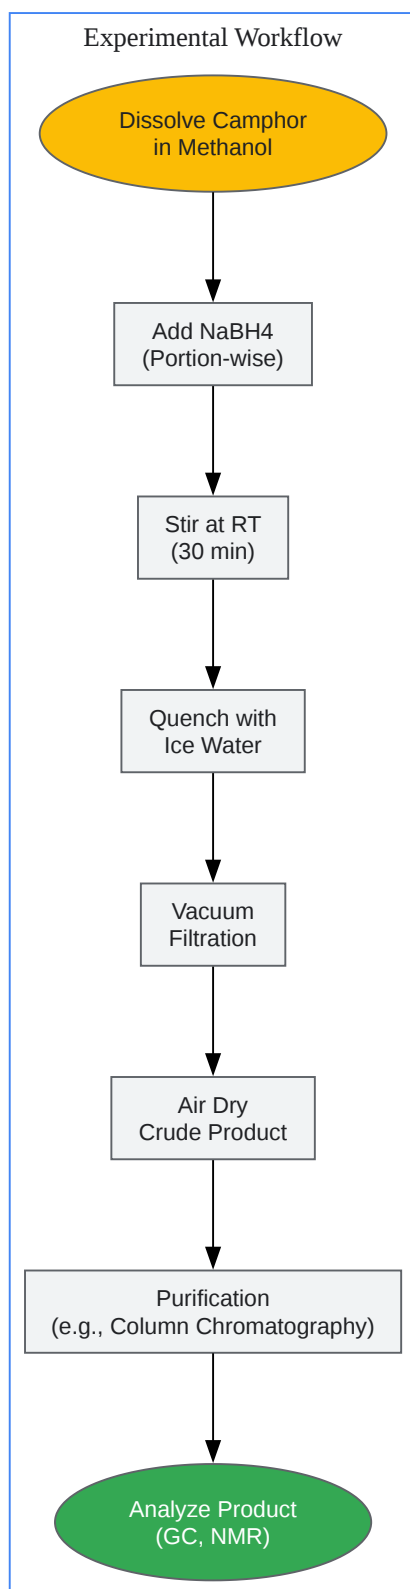 Experimental Workflow
Dissolve Camphor
in Methanol
Add NaBH4
(Portion-wise)
Stir at RT
(30 min)
Quench with
Ice Water
Vacuum
Filtration
Air Dry
Crude Product
Purification
(e.g., Column Chromatography)
Analyze Product
(GC, NMR)